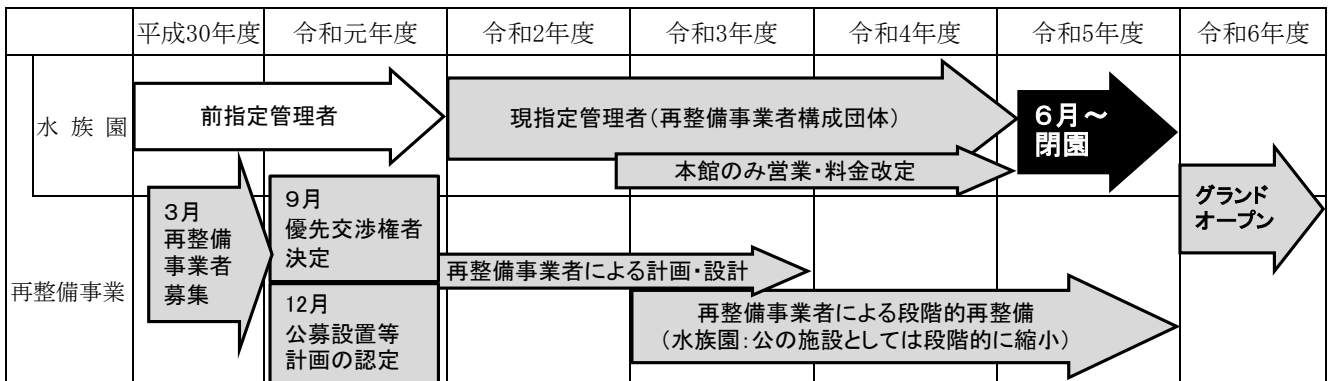 平成30年度 令和元年度 令和2年度 令和3年度 令和4年度 令和5年度 令和6年度
水 族 園
前指定管理者
現指定管理者(再整備事業者構成団体)
6月～
閉園
本館のみ営業・料金改定
再整備事業
3月
再整備
事業者
募集
9月
優先交渉権者
決定
12月
公募設置等
計画の認定
再整備事業者による計画・設計
再整備事業者による段階的再整備
(水族園:公の施設としては段階的に縮小)
グランド
オープン